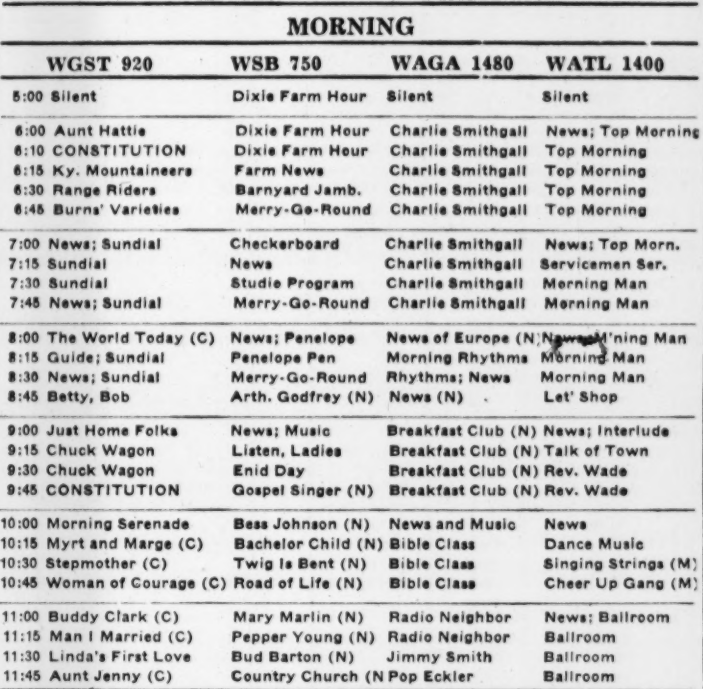 MORNING
WGST 920 WSB 750 WAGA 1480 WATL 1400
5:00 Silent Dixie Farm Hour Silent Silent
6:00 Aunt Hattie Dixie Farm Hour Charlie Smithgall News; Top Morning
6:10 CONSTITUTION Dixie Farm Hour Charlie Smithgall Top Morning
6:15 Ky. Mountaineers Farm News Charlie Smithgall Top Morning
6:30 Range Riders Barnyard Jamb. Charlie Smithgall Top Morning
6:45 Burns' Varieties Merry-Go-Round Charlie Smithgall Top Morning
7:00 News; Sundial Checkerboard Charlie Smithgall News; Top Morn.
7:15 Sundial News Charlie Smithgall Servicemen Ser.
7:30 Sundial Studio Program Charlie Smithgall Morning Man
7:45 News; Sundial Merry-Go-Round Charlie Smithgall Morning Man
8:00 The World Today (C) News; Penelope News of Europe (N) M'ning Man
8:15 Guide; Sundial Penelope Pen Morning Rhythms Morning Man
8:30 News; Sundial Merry-Go-Round Rhythms; News Morning Man
8:45 Betty, Bob Arth. Godfrey (N) News (N) Let' Shop
9:00 Just Home Folks News; Music Breakfast Club (N) News; Interlude
9:15 Chuck Wagon Listen, Ladies Breakfast Club (N) Talk of Town
9:30 Chuck Wagon Enid Day Breakfast Club (N) Rev. Wade
9:45 CONSTITUTION Gospel Singer (N) Breakfast Club (N) Rev. Wade
10:00 Morning Serenade Bess Johnson (N) News and Music News
10:15 Myrt and Marge (C) Bachelor Child (N) Bible Class Dance Music
10:30 Stepmother (C) Twig Is Bent (N) Bible Class Singing Strings (M)
10:45 Woman of Courage (C) Road of Life (N) Bible Class Cheer Up Gang (M)
11:00 Buddy Clark (C) Mary Marlin (N) Radio Neighbor News; Ballroom
11:15 Man I Married (C) Pepper Young (N) Radio Neighbor Ballroom
11:30 Linda's First Love Bud Barton (N) Jimmy Smith Ballroom
11:45 Aunt Jenny (C) Country Church (N Pop Eckler Ballroom